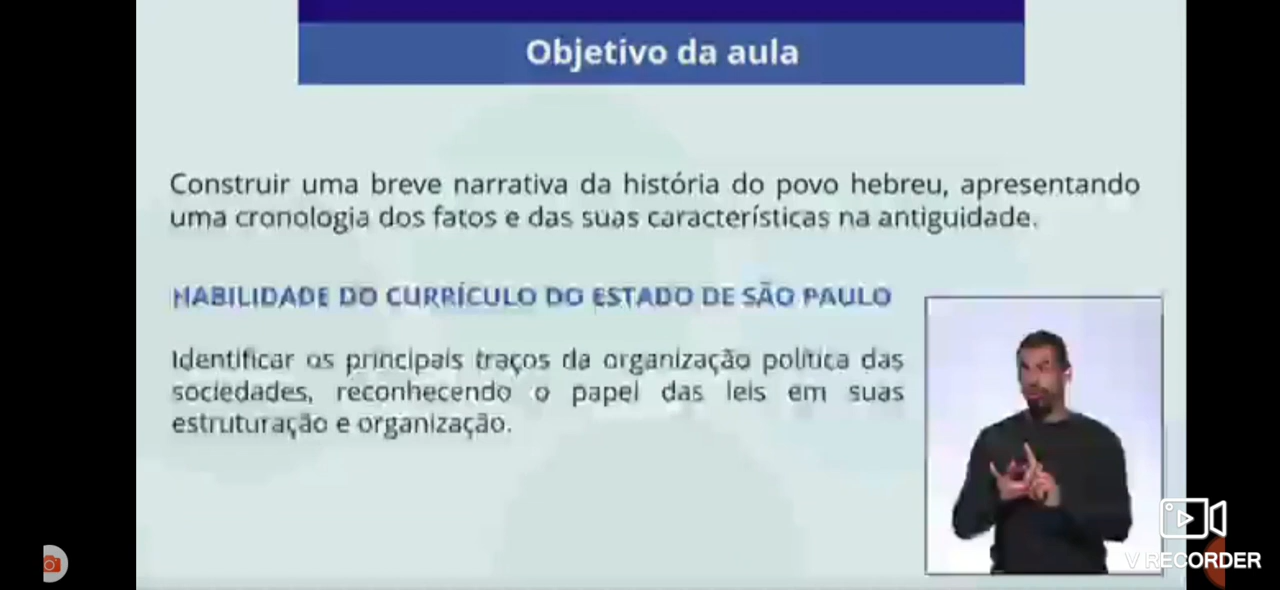 Objetivo da aula
Construir uma breve narrativa da história do povo hebreu, apresentando
uma cronologia dos fatos e das suas características na antiguidade.
HABILIDADE DO CURRÍCULO DO ESTADO DE SÃO PAULO
Identificar os principais traços da organização política das
sociedades, reconhecendo o papel das leis em suas
estruturação e organização.
V RECORDER